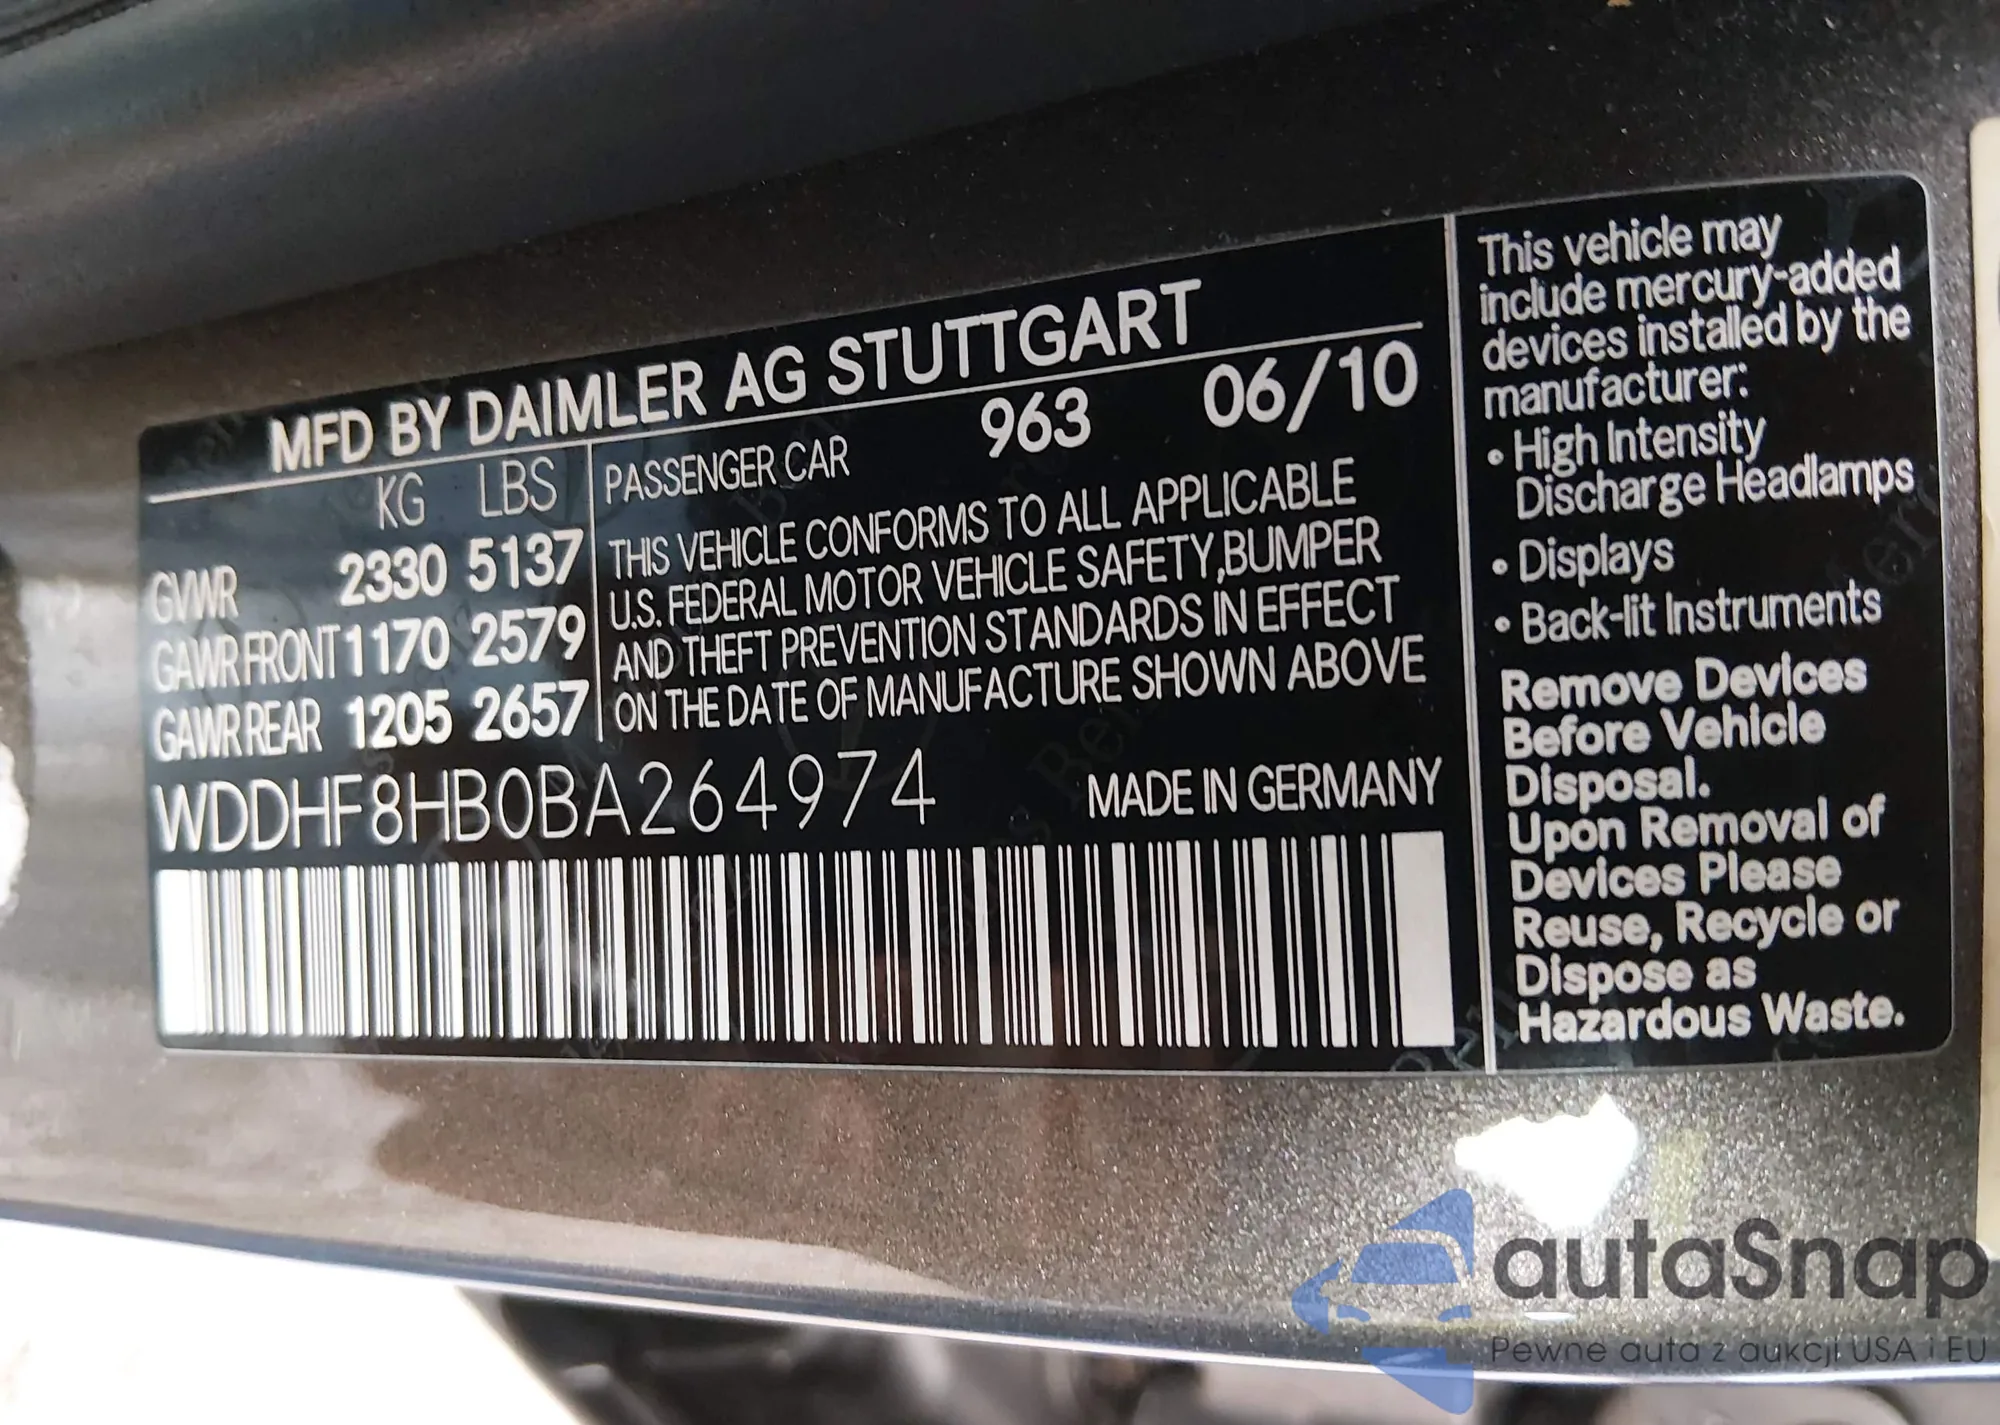 MFD BY DAIMLER AG STUTTGART
KG LBS
GVWR 2330 5137
GAWR FRONT 1170 2579
GAWR REAR 1205 2657
PASSENGER CAR 963 06/10
THIS VEHICLE CONFORMS TO ALL APPLICABLE
U.S. FEDERAL MOTOR VEHICLE SAFETY,BUMPER
AND THEFT PREVENTION STANDARDS IN EFFECT
ON THE DATE OF MANUFACTURE SHOWN ABOVE
WDDHF8HB0BA264974 MADE IN GERMANY
This vehicle may
include mercury-added
devices installed by the
manufacturer:
• High Intensity
Discharge Headlamps
• Displays
• Back-lit Instruments
Remove Devices
Before Vehicle
Disposal.
Upon Removal of
Devices Please
Reuse, Recycle or
Dispose as
Hazardous Waste.
autaSnap
Pewne auta z aukcji USA i EU